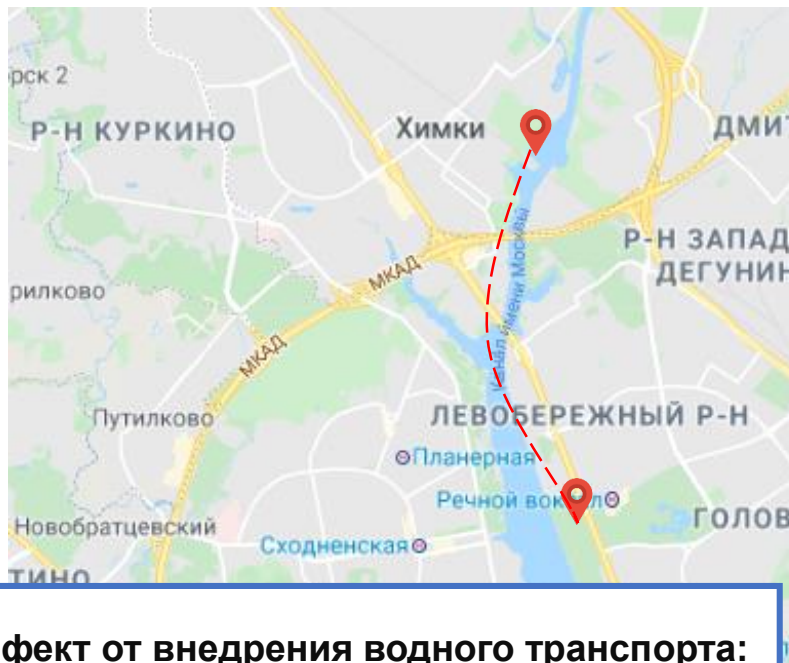 рск 2
Р-Н КУРКИНО
Химки
ДМИТ
Канал имени Москвы
Р-Н ЗАПАД
ДЕГУНИН
МКАД
рилково
МКАД
Путилково
ЛЕВОБЕРЕЖНЫЙ Р-Н
Планерная
Речной вокзал
ГОЛОВ
Новобратцевский
Сходненская
ТИНО
фект от внедрения водного транспорта: